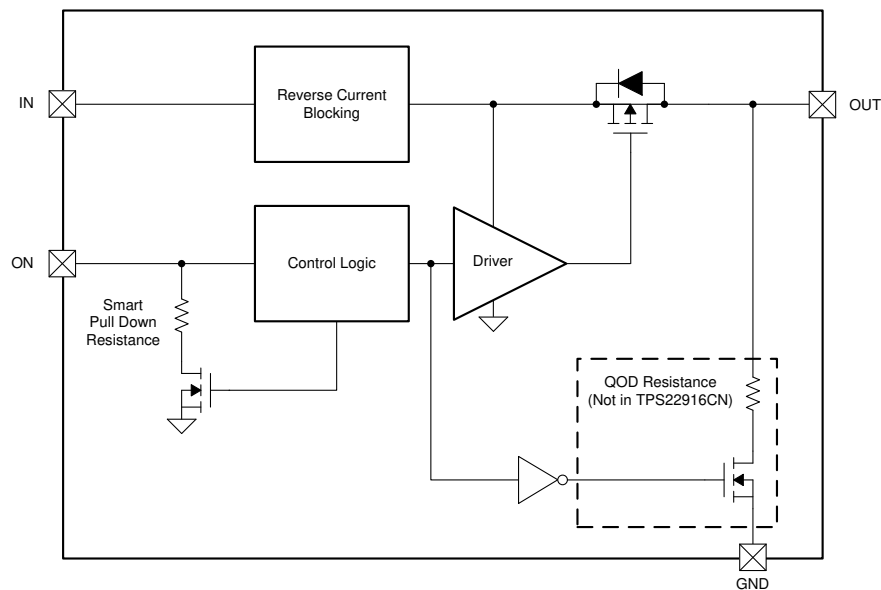 Reverse Current
Blocking
IN
OUT
ON
Control Logic
Driver
Smart
Pull Down
Resistance
QOD Resistance
(Not in TPS22916CN)
GND